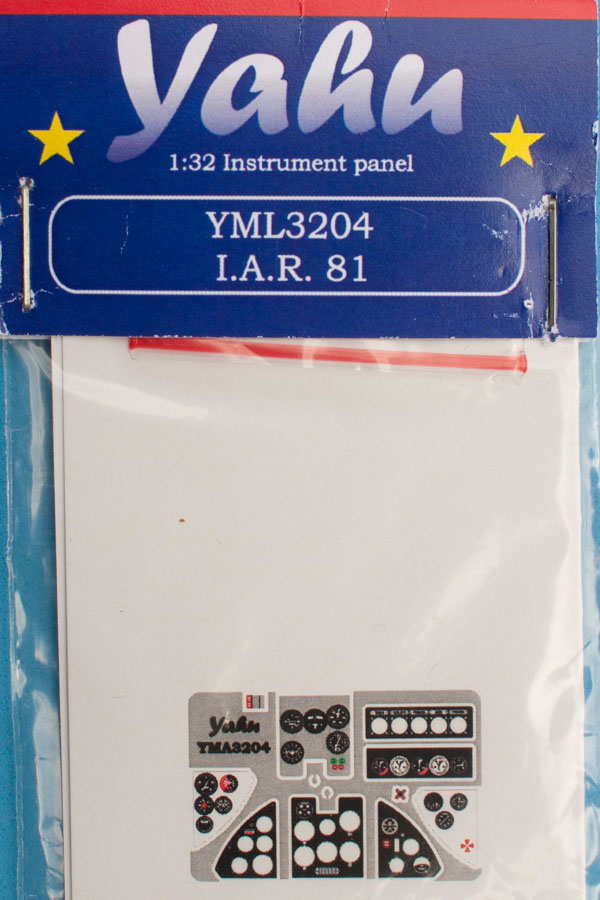 Yahu
1:32 Instrument panel
YML3204
I.A.R. 81
Yahu
YMA3204